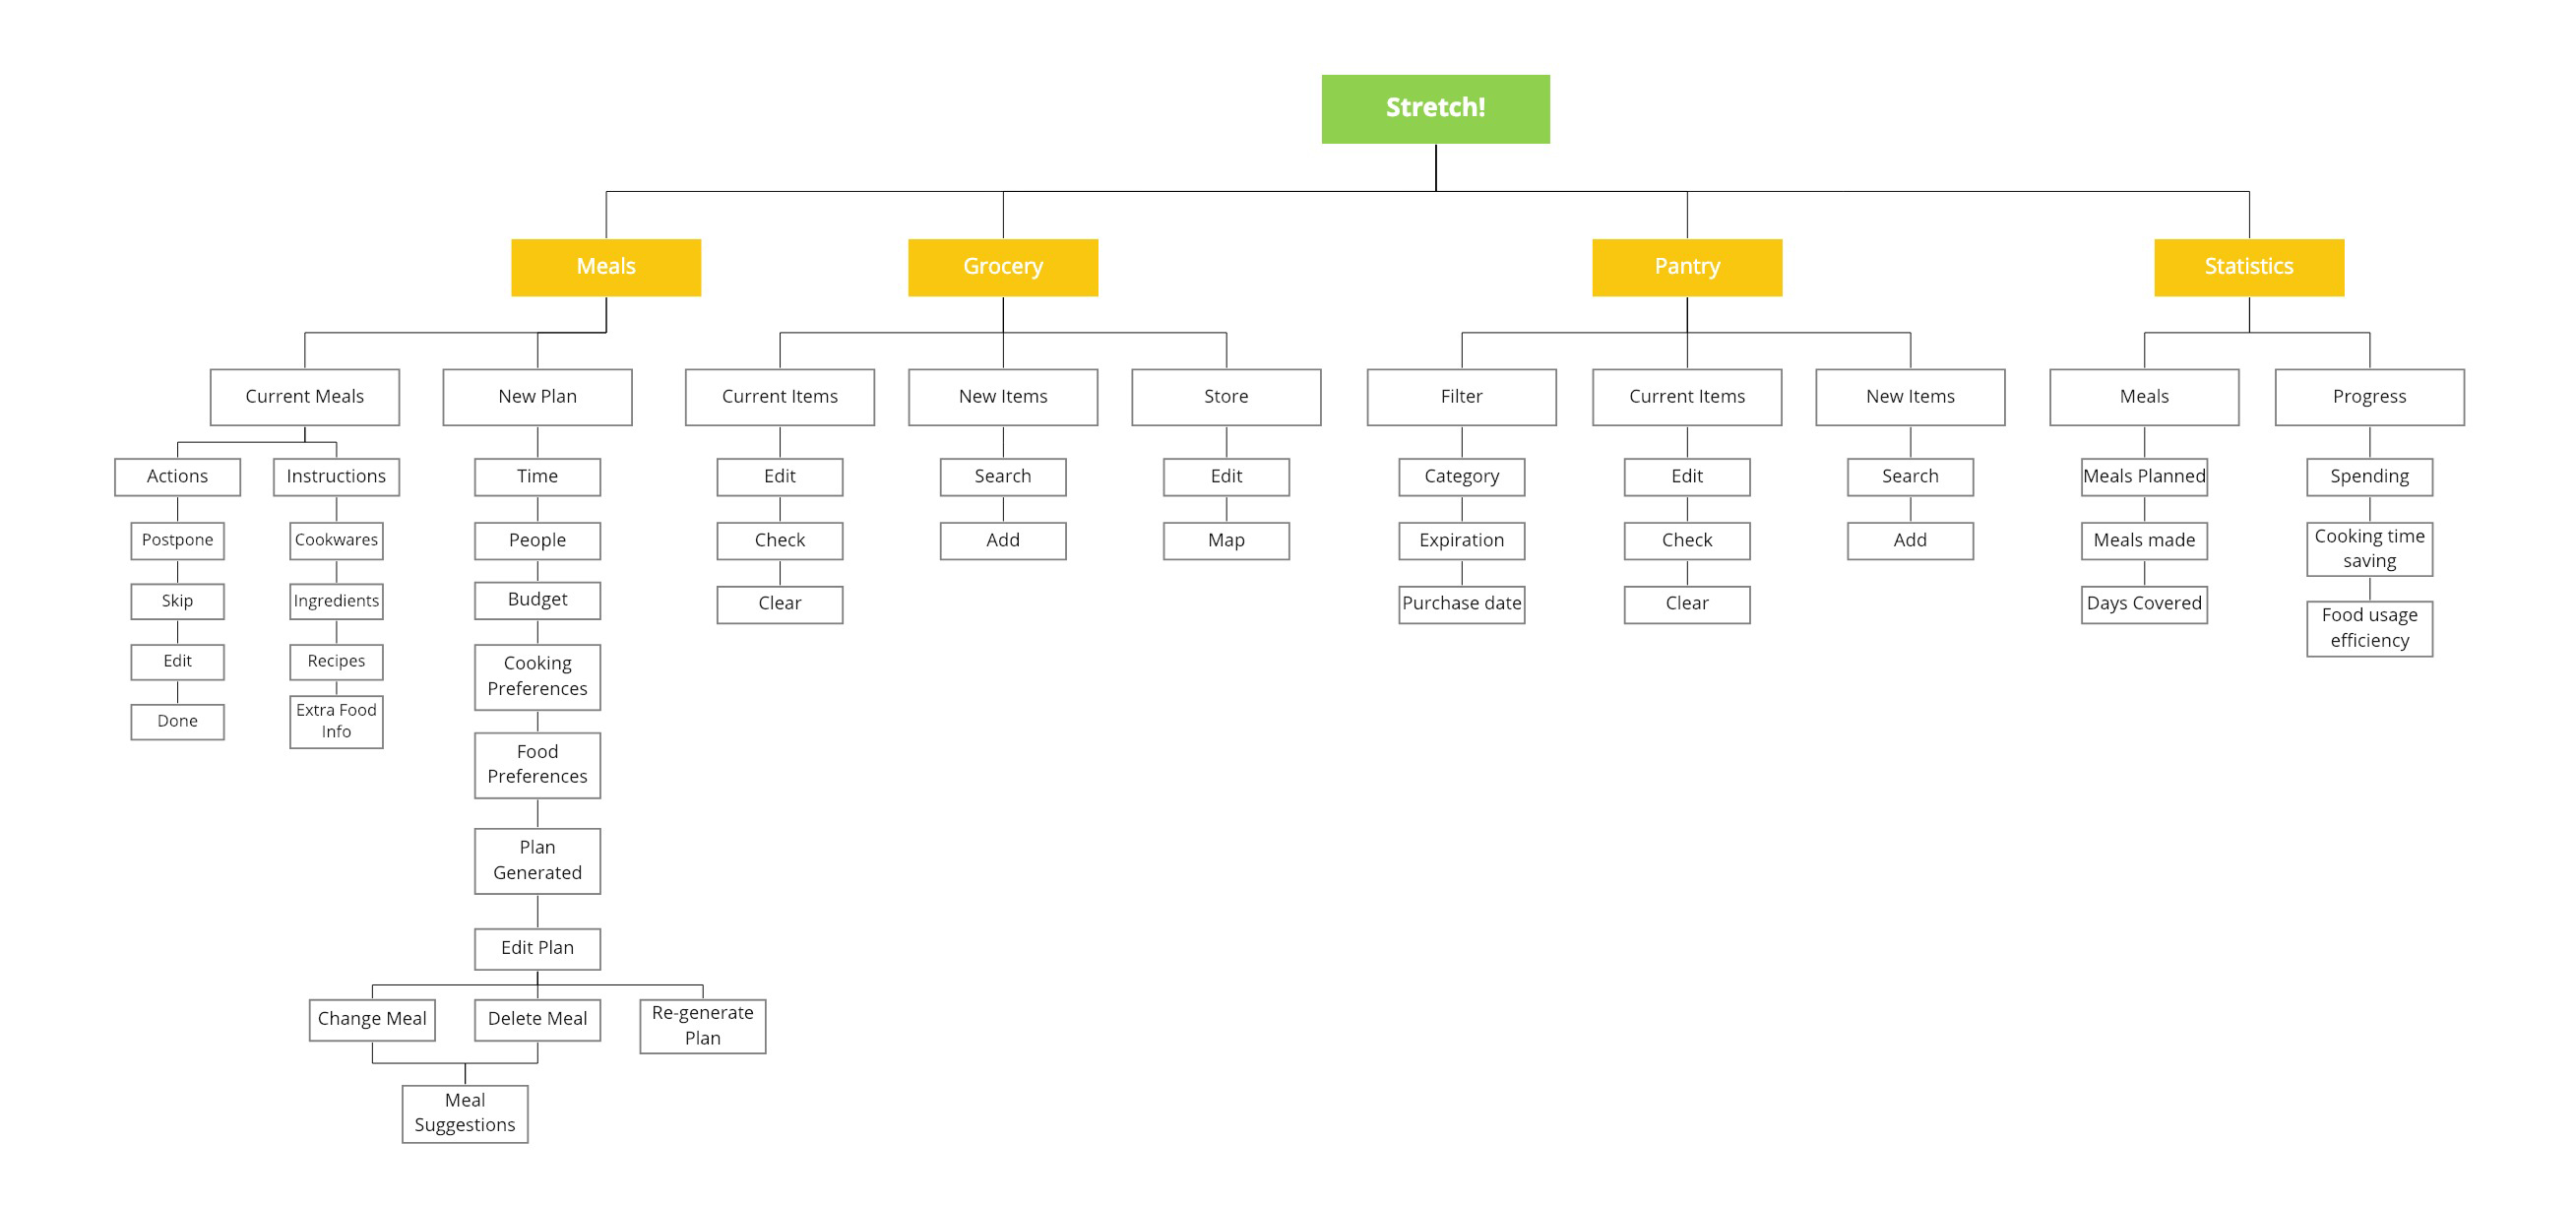 Stretch!
Meals
Grocery
Pantry
Statistics
Current Meals
New Plan
Current Items
New Items
Store
Filter
Current Items
New Items
Meals
Progress
Actions
Instructions
Time
Edit
Search
Edit
Category
Edit
Search
Meals Planned
Spending
Postpone
Cookwares
People
Check
Add
Map
Expiration
Check
Add
Meals made
Cooking time
saving
Skip
Ingredients
Budget
Clear
Purchase date
Clear
Days Covered
Food usage
efficiency
Edit
Recipes
Cooking
Preferences
Done
Extra Food
Info
Food
Preferences
Plan
Generated
Edit Plan
Change Meal
Delete Meal
Re-generate
Plan
Meal
Suggestions